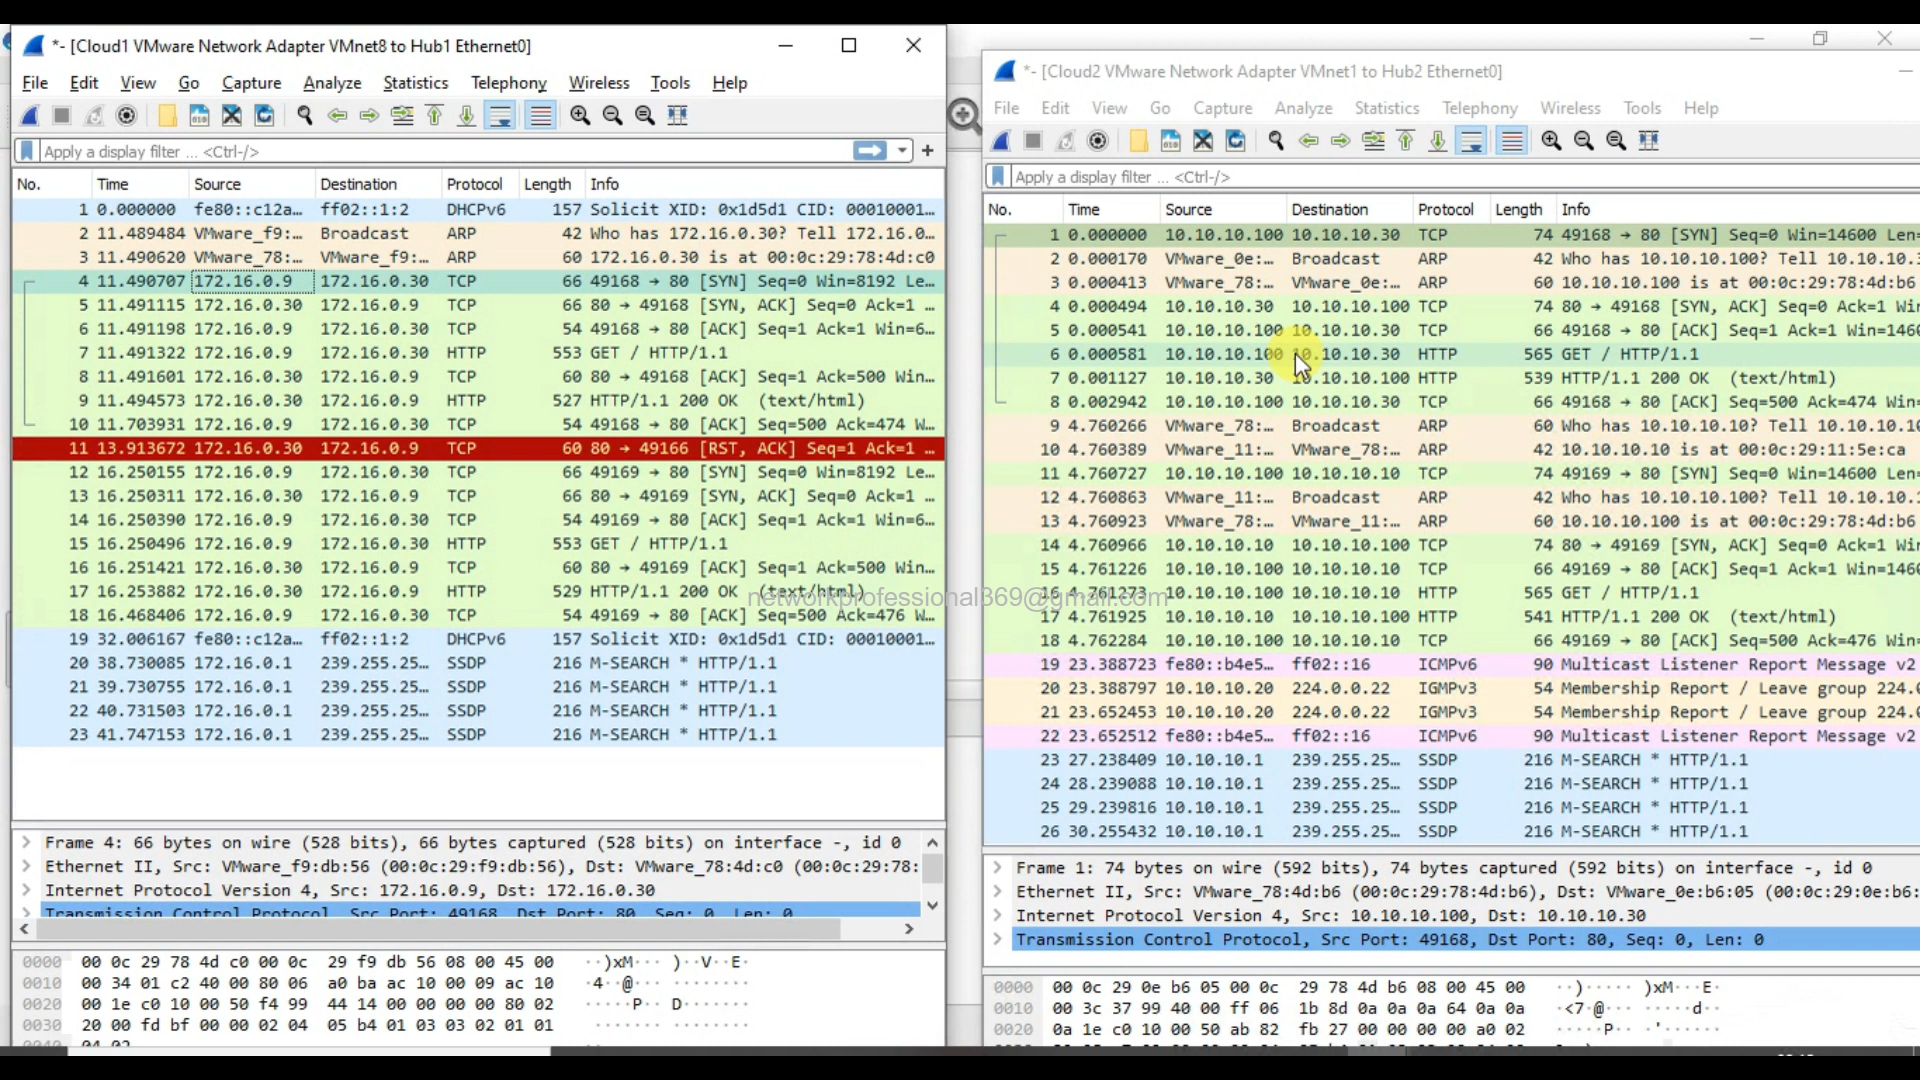 *- [Cloud1 VMware Network Adapter VMnet8 to Hub1 Ethernet0]
File Edit View Go Capture Analyze Statistics Telephony Wireless Tools Help
Apply a display filter ... <Ctrl-/>
No. Time Source Destination Protocol Length Info
1 0.000000 fe80::c12a… ff02::1:2 DHCPv6 157 Solicit XID: 0x1d5d1 CID: 00010001…
2 11.489484 VMware_f9:… Broadcast ARP 42 Who has 172.16.0.30? Tell 172.16.0…
3 11.490620 VMware_78:… VMware_f9:… ARP 60 172.16.0.30 is at 00:0c:29:78:4d:c0
4 11.490707 172.16.0.9 172.16.0.30 TCP 66 49168 → 80 [SYN] Seq=0 Win=8192 Le…
5 11.491115 172.16.0.30 172.16.0.9 TCP 66 80 → 49168 [SYN, ACK] Seq=0 Ack=1 …
6 11.491198 172.16.0.9 172.16.0.30 TCP 54 49168 → 80 [ACK] Seq=1 Ack=1 Win=6…
7 11.491322 172.16.0.9 172.16.0.30 HTTP 553 GET / HTTP/1.1
8 11.491601 172.16.0.30 172.16.0.9 TCP 60 80 → 49168 [ACK] Seq=1 Ack=500 Win…
9 11.494573 172.16.0.30 172.16.0.9 HTTP 527 HTTP/1.1 200 OK (text/html)
10 11.703931 172.16.0.9 172.16.0.30 TCP 54 49168 → 80 [ACK] Seq=500 Ack=474 W…
11 13.913672 172.16.0.30 172.16.0.9 TCP 60 80 → 49166 [RST, ACK] Seq=1 Ack=1 …
12 16.250155 172.16.0.9 172.16.0.30 TCP 66 49169 → 80 [SYN] Seq=0 Win=8192 Le…
13 16.250311 172.16.0.30 172.16.0.9 TCP 66 80 → 49169 [SYN, ACK] Seq=0 Ack=1 …
14 16.250390 172.16.0.9 172.16.0.30 TCP 54 49169 → 80 [ACK] Seq=1 Ack=1 Win=6…
15 16.250496 172.16.0.9 172.16.0.30 HTTP 553 GET / HTTP/1.1
16 16.251421 172.16.0.30 172.16.0.9 TCP 60 80 → 49169 [ACK] Seq=1 Ack=500 Win…
17 16.253882 172.16.0.30 172.16.0.9 HTTP 529 HTTP/1.1 200 OK (text/html)
18 16.468406 172.16.0.9 172.16.0.30 TCP 54 49169 → 80 [ACK] Seq=500 Ack=476 W…
19 32.006167 fe80::c12a… ff02::1:2 DHCPv6 157 Solicit XID: 0x1d5d1 CID: 00010001…
20 38.730085 172.16.0.1 239.255.25… SSDP 216 M-SEARCH * HTTP/1.1
21 39.730755 172.16.0.1 239.255.25… SSDP 216 M-SEARCH * HTTP/1.1
22 40.731503 172.16.0.1 239.255.25… SSDP 216 M-SEARCH * HTTP/1.1
23 41.747153 172.16.0.1 239.255.25… SSDP 216 M-SEARCH * HTTP/1.1
Frame 4: 66 bytes on wire (528 bits), 66 bytes captured (528 bits) on interface -, id 0
Ethernet II, Src: VMware_f9:db:56 (00:0c:29:f9:db:56), Dst: VMware_78:4d:c0 (00:0c:29:78:
Internet Protocol Version 4, Src: 172.16.0.9, Dst: 172.16.0.30
Transmission Control Protocol, Src Port: 49168, Dst Port: 80, Seq: 0, Len: 0
0000 00 0c 29 78 4d c0 00 0c 29 f9 db 56 08 00 45 00 ··)xM··· )··V··E·
0010 00 34 01 c2 40 00 80 06 a0 ba ac 10 00 09 ac 10 ·4··@··· ········
0020 00 1e c0 10 00 50 f4 99 44 14 00 00 00 00 80 02 ·····P·· D·······
0030 20 00 fd bf 00 00 02 04 05 b4 01 03 03 02 01 01 ········ ········
0040 04 02
*- [Cloud2 VMware Network Adapter VMnet1 to Hub2 Ethernet0]
File Edit View Go Capture Analyze Statistics Telephony Wireless Tools Help
Apply a display filter ... <Ctrl-/>
No. Time Source Destination Protocol Length Info
1 0.000000 10.10.10.100 10.10.10.30 TCP 74 49168 → 80 [SYN] Seq=0 Win=14600 Len=
2 0.000170 VMware_0e:… Broadcast ARP 42 Who has 10.10.10.100? Tell 10.10.10.3
3 0.000413 VMware_78:… VMware_0e:… ARP 60 10.10.10.100 is at 00:0c:29:78:4d:b6
4 0.000494 10.10.10.30 10.10.10.100 TCP 74 80 → 49168 [SYN, ACK] Seq=0 Ack=1 Win
5 0.000541 10.10.10.100 10.10.10.30 TCP 66 49168 → 80 [ACK] Seq=1 Ack=1 Win=1460
6 0.000581 10.10.10.100 10.10.10.30 HTTP 565 GET / HTTP/1.1
7 0.001127 10.10.10.30 10.10.10.100 HTTP 539 HTTP/1.1 200 OK (text/html)
8 0.002942 10.10.10.100 10.10.10.30 TCP 66 49168 → 80 [ACK] Seq=500 Ack=474 Win=
9 4.760266 VMware_78:… Broadcast ARP 60 Who has 10.10.10.10? Tell 10.10.10.10
10 4.760389 VMware_11:… VMware_78:… ARP 42 10.10.10.10 is at 00:0c:29:11:5e:ca
11 4.760727 10.10.10.100 10.10.10.10 TCP 74 49169 → 80 [SYN] Seq=0 Win=14600 Len=
12 4.760863 VMware_11:… Broadcast ARP 42 Who has 10.10.10.100? Tell 10.10.10.1
13 4.760923 VMware_78:… VMware_11:… ARP 60 10.10.10.100 is at 00:0c:29:78:4d:b6
14 4.760966 10.10.10.10 10.10.10.100 TCP 74 80 → 49169 [SYN, ACK] Seq=0 Ack=1 Win
15 4.761226 10.10.10.100 10.10.10.10 TCP 66 49169 → 80 [ACK] Seq=1 Ack=1 Win=1460
16 4.761273 10.10.10.100 10.10.10.10 HTTP 565 GET / HTTP/1.1
17 4.761925 10.10.10.10 10.10.10.100 HTTP 541 HTTP/1.1 200 OK (text/html)
18 4.762284 10.10.10.100 10.10.10.10 TCP 66 49169 → 80 [ACK] Seq=500 Ack=476 Win=
19 23.388723 fe80::b4e5… ff02::16 ICMPv6 90 Multicast Listener Report Message v2
20 23.388797 10.10.10.20 224.0.0.22 IGMPv3 54 Membership Report / Leave group 224.0
21 23.652453 10.10.10.20 224.0.0.22 IGMPv3 54 Membership Report / Leave group 224.0
22 23.652512 fe80::b4e5… ff02::16 ICMPv6 90 Multicast Listener Report Message v2
23 27.238409 10.10.10.1 239.255.25… SSDP 216 M-SEARCH * HTTP/1.1
24 28.239088 10.10.10.1 239.255.25… SSDP 216 M-SEARCH * HTTP/1.1
25 29.239816 10.10.10.1 239.255.25… SSDP 216 M-SEARCH * HTTP/1.1
26 30.255432 10.10.10.1 239.255.25… SSDP 216 M-SEARCH * HTTP/1.1
Frame 1: 74 bytes on wire (592 bits), 74 bytes captured (592 bits) on interface -, id 0
Ethernet II, Src: VMware_78:4d:b6 (00:0c:29:78:4d:b6), Dst: VMware_0e:b6:05 (00:0c:29:0e:b6:
Internet Protocol Version 4, Src: 10.10.10.100, Dst: 10.10.10.30
Transmission Control Protocol, Src Port: 49168, Dst Port: 80, Seq: 0, Len: 0
0000 00 0c 29 0e b6 05 00 0c 29 78 4d b6 08 00 45 00 ··)····· )xM···E·
0010 00 3c 37 99 40 00 ff 06 1b 8d 0a 0a 0a 64 0a 0a ·<7·@··· ·····d··
0020 0a 1e c0 10 00 50 ab 82 fb 27 00 00 00 00 a0 02 ·····P·· ·'······
networkprofessional369@gmail.com